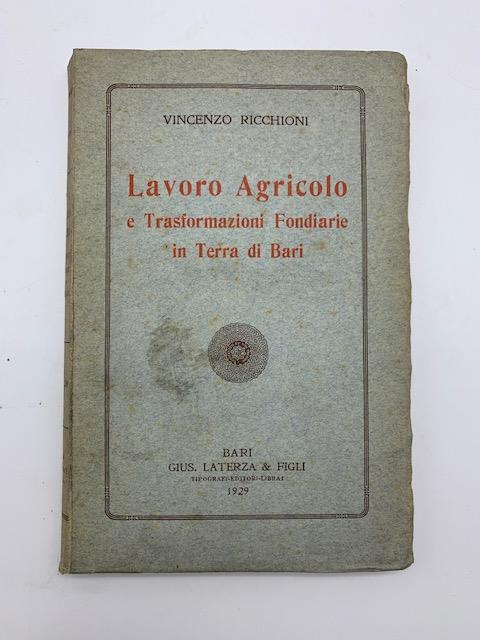 VINCENZO RICCHIONI
Lavoro Agricolo
e Trasformazioni Fondiarie
in Terra di Bari
BARI
GIUS. LATERZA & FIGLI
TIPOGRAFI-EDITORI-LIBRAI
1929